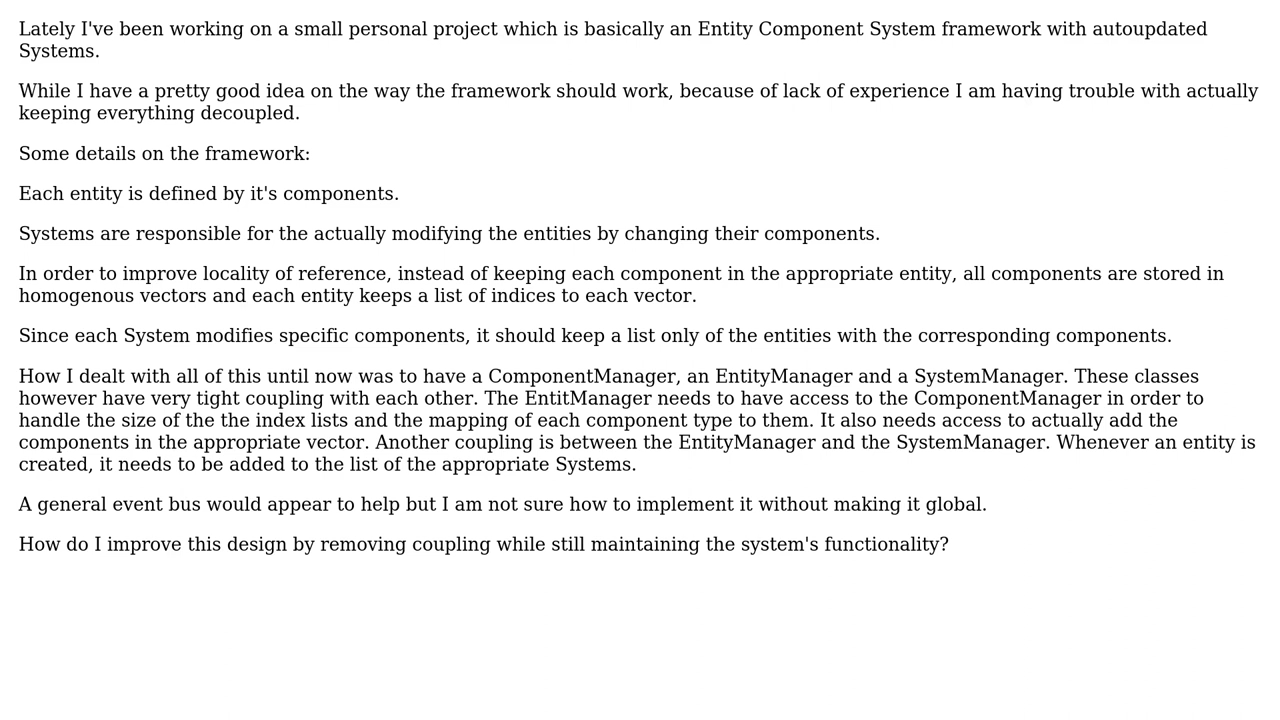 Lately I've been working on a small personal project which is basically an Entity Component System framework with autoupdated
Systems.
While I have a pretty good idea on the way the framework should work, because of lack of experience I am having trouble with actually
keeping everything decoupled.
Some details on the framework:
Each entity is defined by it's components.
Systems are responsible for the actually modifying the entities by changing their components.
In order to improve locality of reference, instead of keeping each component in the appropriate entity, all components are stored in
homogenous vectors and each entity keeps a list of indices to each vector.
Since each System modifies specific components, it should keep a list only of the entities with the corresponding components.
How I dealt with all of this until now was to have a ComponentManager, an EntityManager and a SystemManager. These classes
however have very tight coupling with each other. The EntitManager needs to have access to the ComponentManager in order to
handle the size of the the index lists and the mapping of each component type to them. It also needs access to actually add the
components in the appropriate vector. Another coupling is between the EntityManager and the SystemManager. Whenever an entity is
created, it needs to be added to the list of the appropriate Systems.
A general event bus would appear to help but I am not sure how to implement it without making it global.
How do I improve this design by removing coupling while still maintaining the system's functionality?